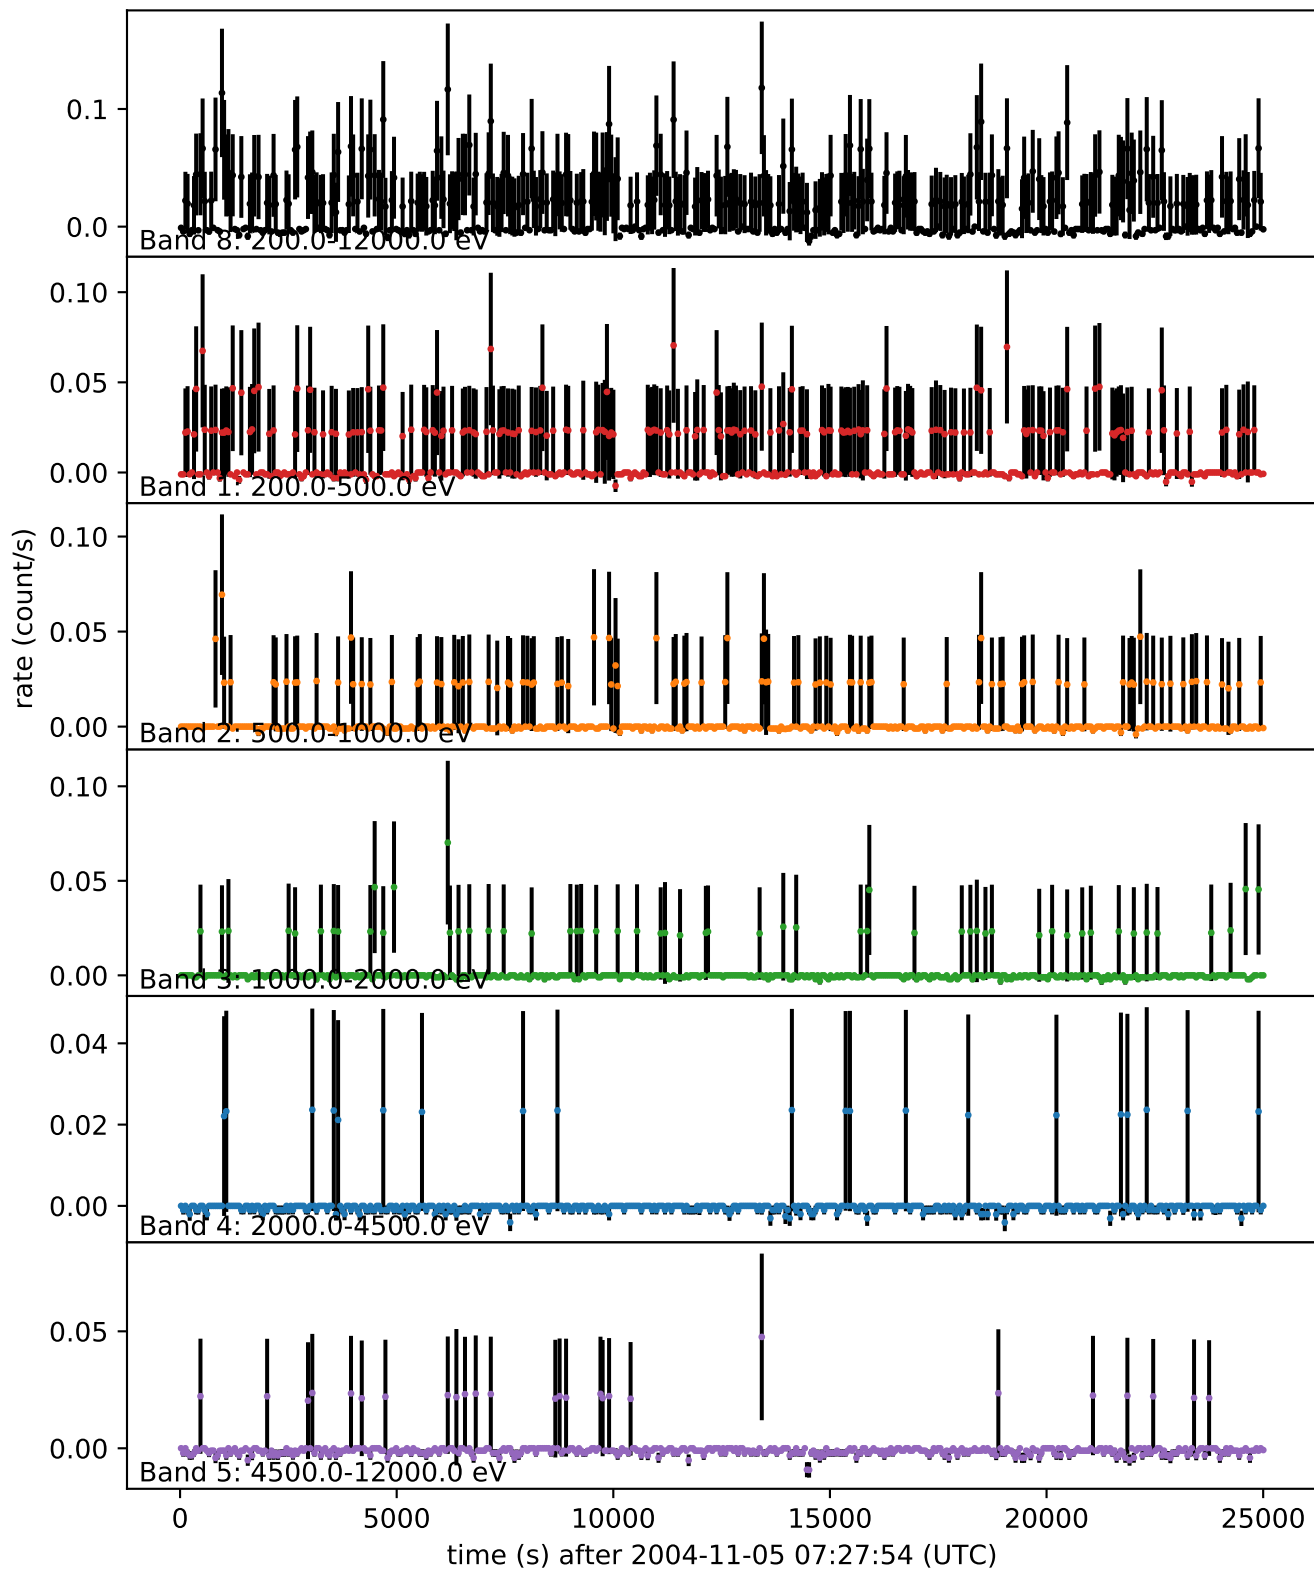 0.1
0.0
Band 8: 200.0-12000.0 eV
0.10
0.05
0.00
Band 1: 200.0-500.0 eV
0.10
0.05
0.00
Band 2: 500.0-1000.0 eV
rate (count/s)
0.10
0.05
0.00
Band 3: 1000.0-2000.0 eV
0.04
0.02
0.00
Band 4: 2000.0-4500.0 eV
0.05
0.00
Band 5: 4500.0-12000.0 eV
0 5000 10000 15000 20000 25000
time (s) after 2004-11-05 07:27:54 (UTC)